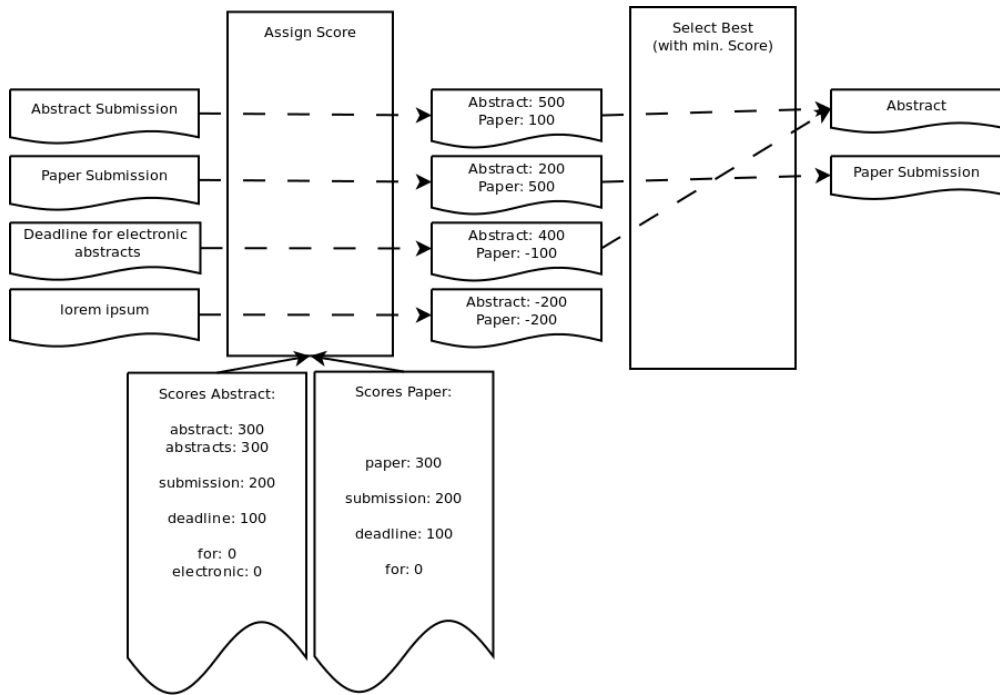 Assign Score
Select Best
(with min. Score)
Abstract Submission
Abstract: 500
Paper: 100
Abstract
Paper Submission
Abstract: 200
Paper: 500
Paper Submission
Deadline for electronic
abstracts
Abstract: 400
Paper: -100
lorem ipsum
Abstract: -200
Paper: -200
Scores Abstract:
abstract: 300
abstracts: 300
submission: 200
deadline: 100
for: 0
electronic: 0
Scores Paper:
paper: 300
submission: 200
deadline: 100
for: 0